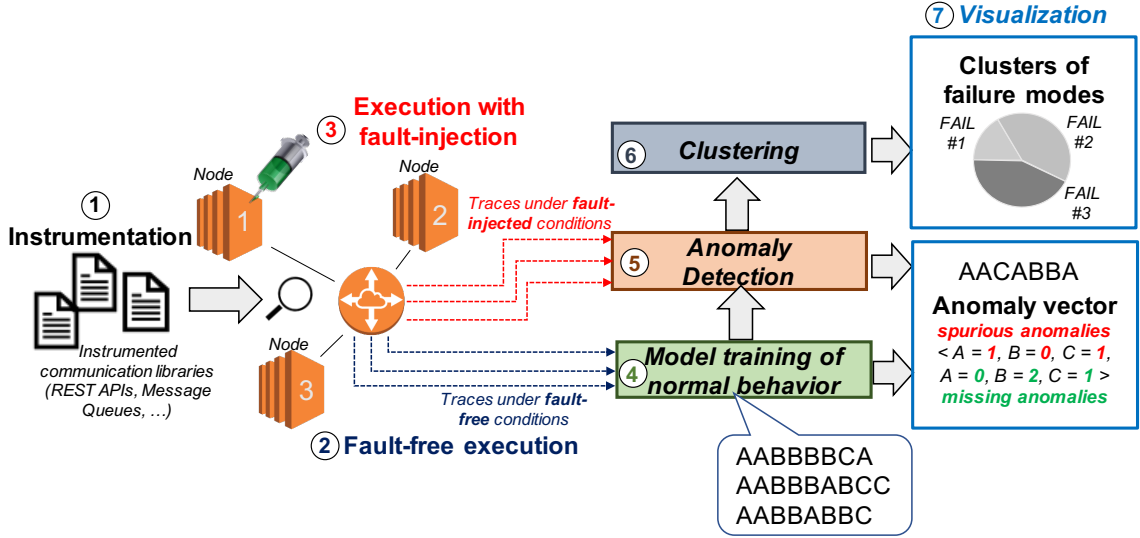 7 Visualization
Clusters of
failure modes
FAIL
#1
FAIL
#2
FAIL
#3
3 Execution with
fault-injection
6 Clustering
Node
1
Node
2
1
Instrumentation
Traces under fault-
injected conditions
5 Anomaly
Detection
AACABBA
Anomaly vector
spurious anomalies
< A = 1, B = 0, C = 1,
A = 0, B = 2, C = 1 >
missing anomalies
Node
3
Instrumented
communication libraries
(REST APIs, Message
Queues, …)
4 Model training of
normal behavior
Traces under fault-
free conditions
2 Fault-free execution
AABBBBCA
AABBBABCC
AABBABBC